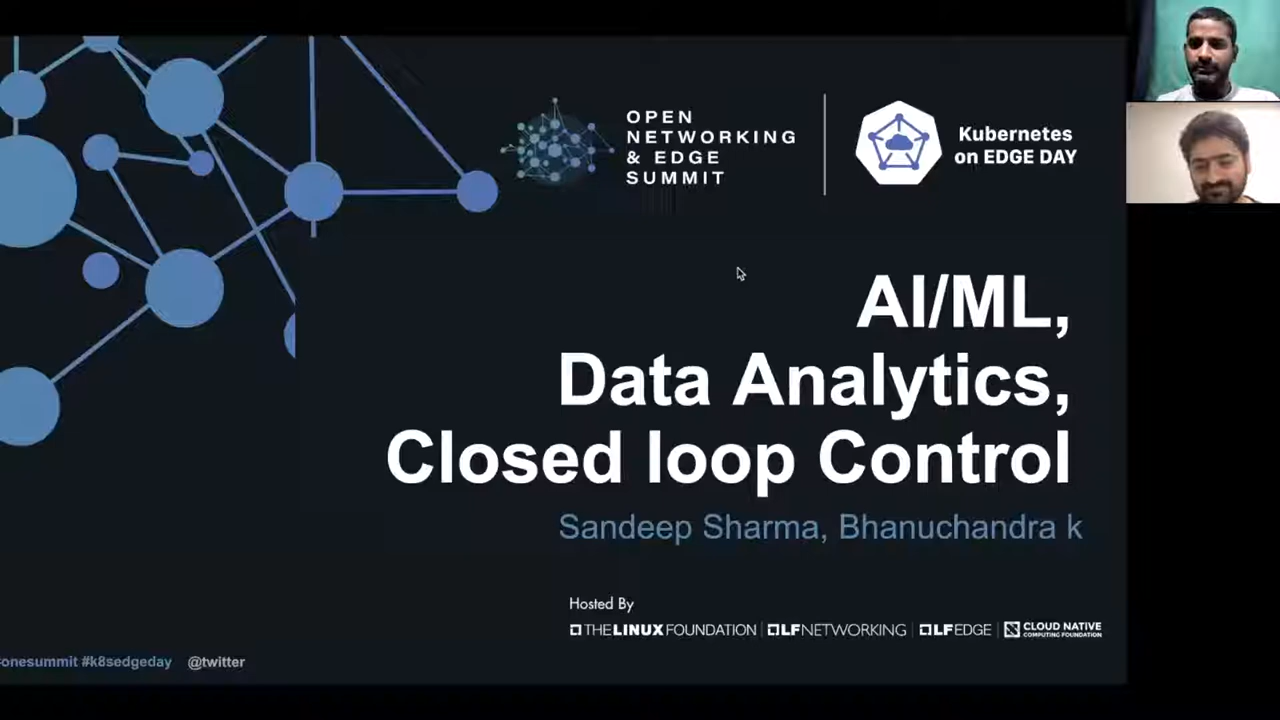 OPEN
NETWORKING
& EDGE
SUMMIT
Kubernetes
on EDGE DAY
AI/ML,
Data Analytics,
Closed loop Control
Sandeep Sharma, Bhanuchandra k
Hosted By
THE LINUX FOUNDATION LFNETWORKING LFEDGE CLOUD NATIVE
COMPUTING FOUNDATION
onesummit #k8sedgeday @twitter